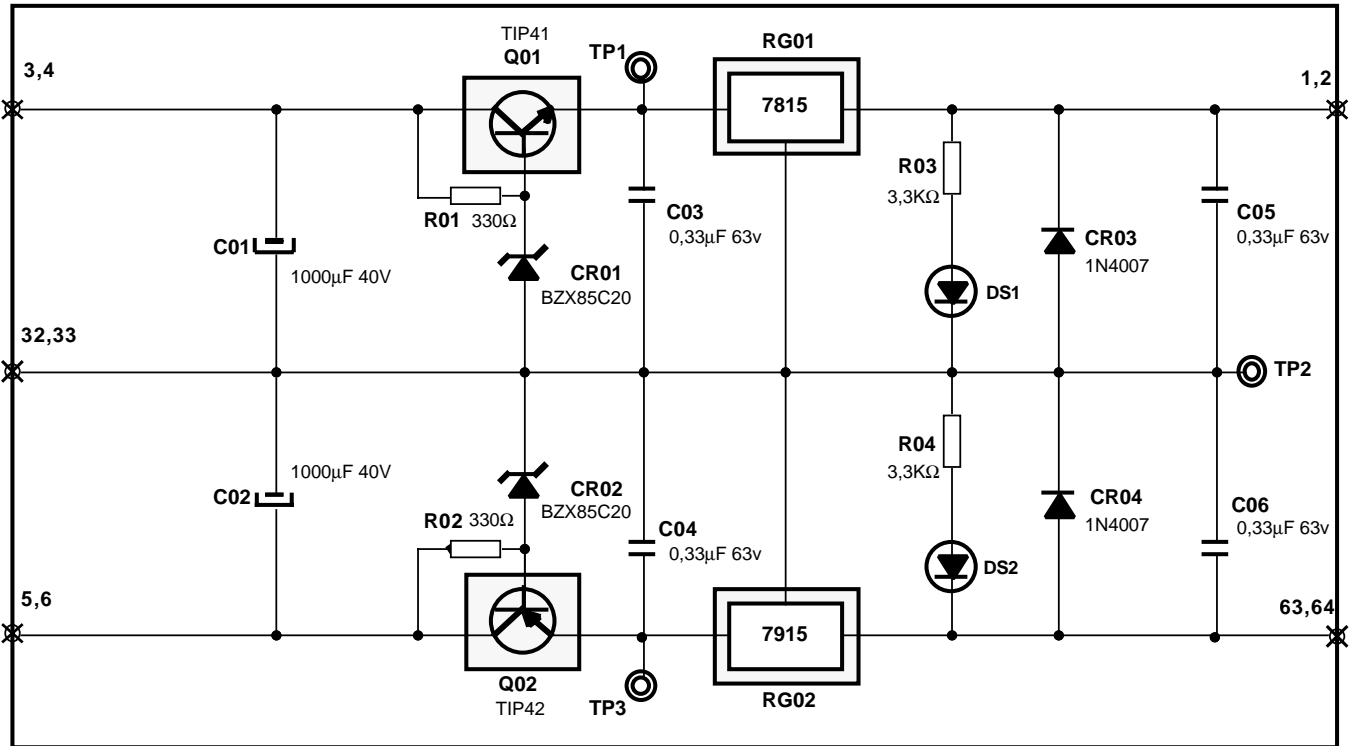 TIP41
Q01
TP1
RG01
3,4
7815
1,2
R03
3,3KΩ
R01 330Ω
C03
0,33μF 63v
C05
0,33μF 63v
C01
1000μF 40V
CR01
BZX85C20
CR03
1N4007
DS1
32,33
TP2
1000μF 40V
C02
R02 330Ω
CR02
BZX85C20
C04
0,33μF 63v
R04
3,3KΩ
CR04
1N4007
C06
0,33μF 63v
DS2
5,6
7915
63,64
Q02
TIP42
TP3
RG02